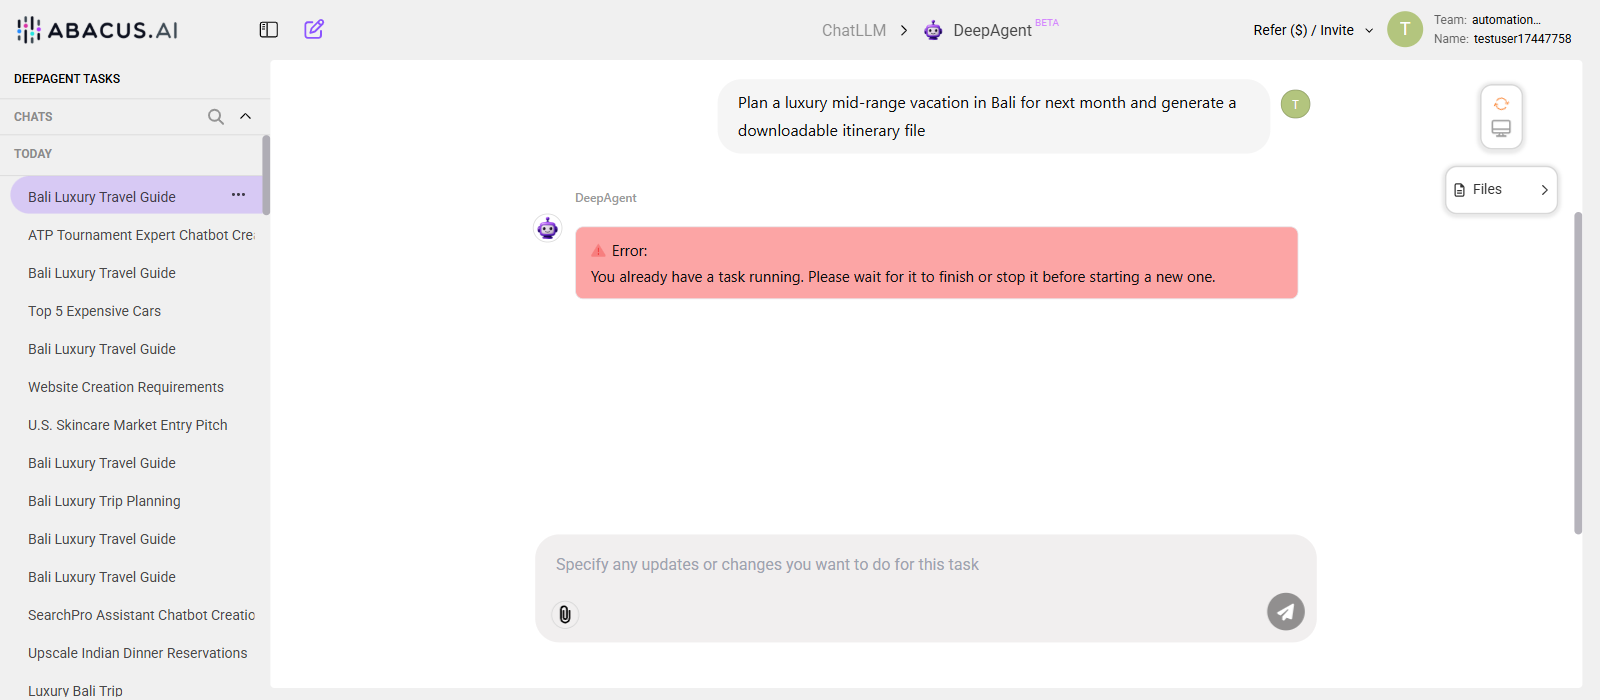 ABACUS.AI
ChatLLM > DeepAgent BETA
Refer ($) / Invite
T
Team: automation...
Name: testuser17447758
DEEPAGENT TASKS
CHATS
TODAY
Bali Luxury Travel Guide
ATP Tournament Expert Chatbot Cre
Bali Luxury Travel Guide
Top 5 Expensive Cars
Bali Luxury Travel Guide
Website Creation Requirements
U.S. Skincare Market Entry Pitch
Bali Luxury Travel Guide
Bali Luxury Trip Planning
Bali Luxury Travel Guide
Bali Luxury Travel Guide
SearchPro Assistant Chatbot Creatio
Upscale Indian Dinner Reservations
Luxury Bali Trip
Plan a luxury mid-range vacation in Bali for next month and generate a
downloadable itinerary file
T
Files
DeepAgent
Error:
You already have a task running. Please wait for it to finish or stop it before starting a new one.
Specify any updates or changes you want to do for this task